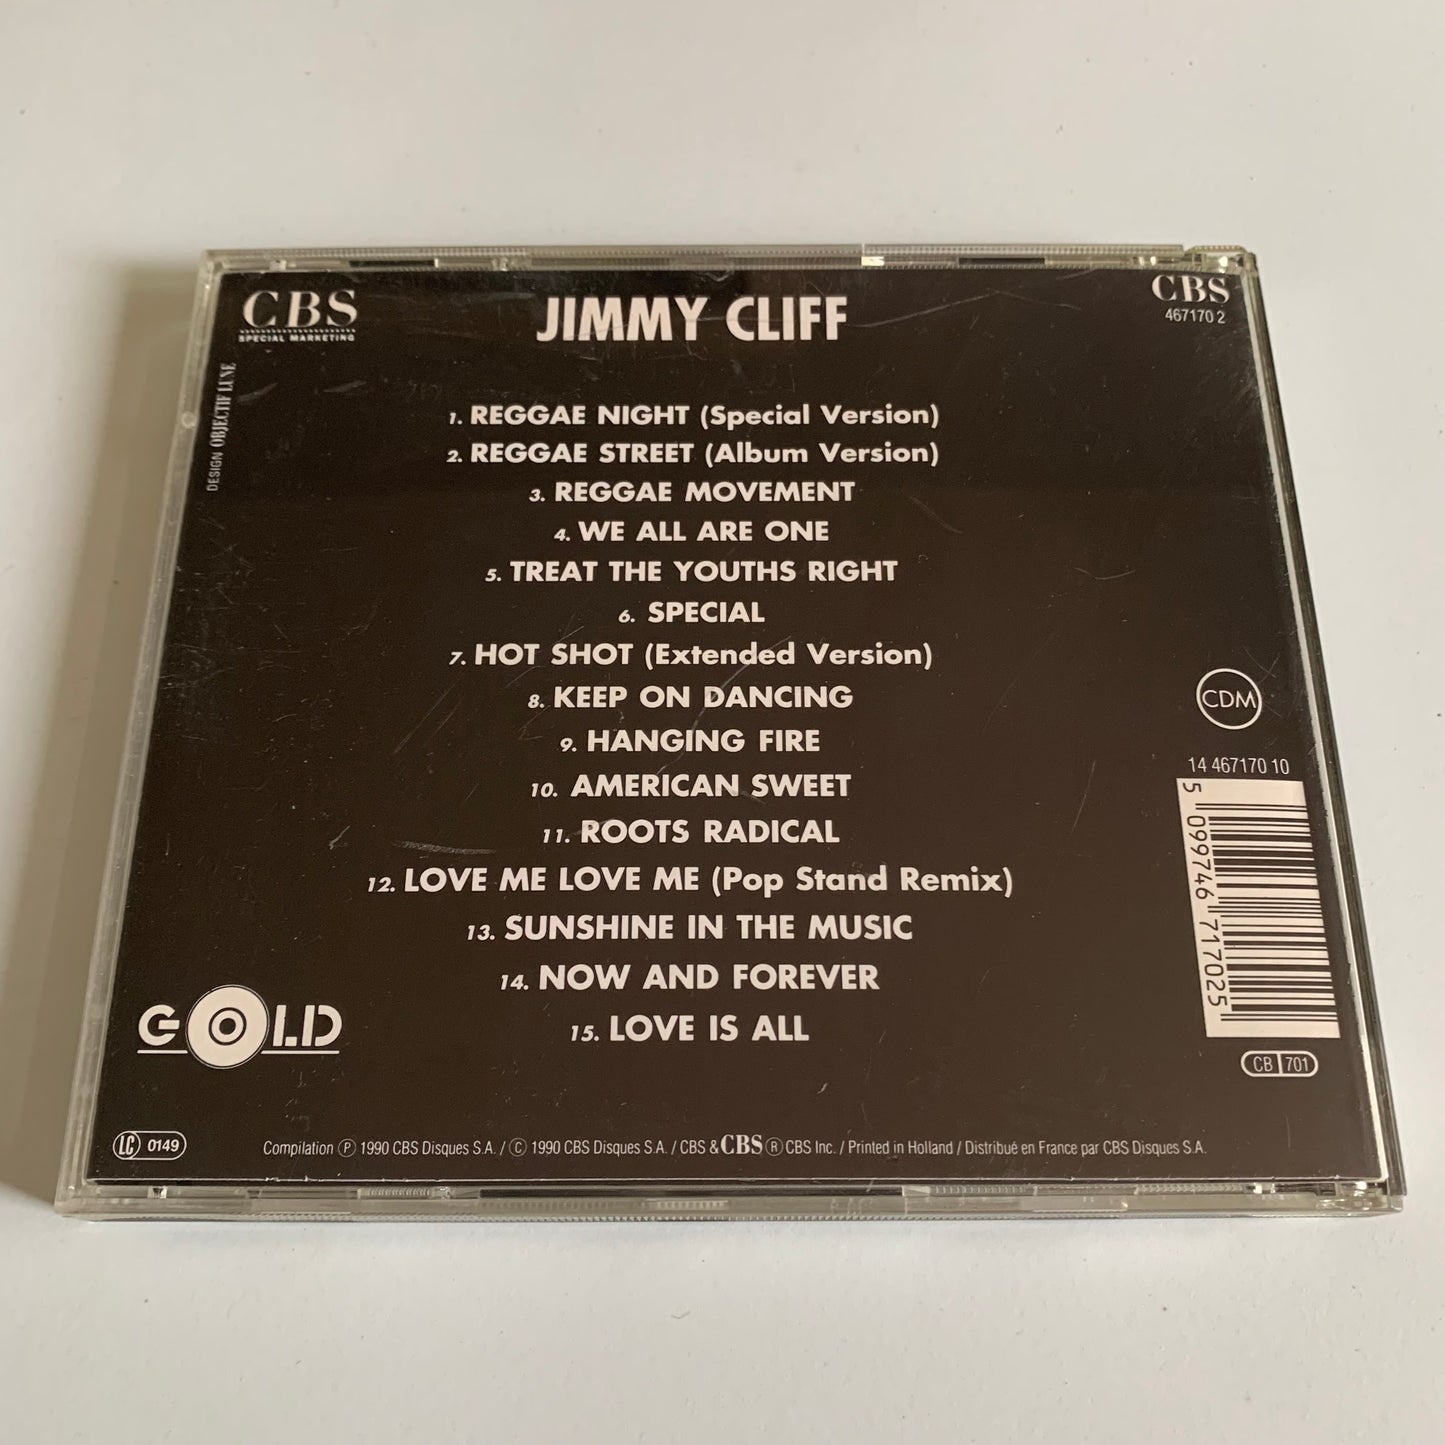 CBS
SPECIAL MARKETING
JIMMY CLIFF
CBS
467170 2
DESIGN OBJECTIF LUNE
1. REGGAE NIGHT (Special Version)
2. REGGAE STREET (Album Version)
3. REGGAE MOVEMENT
4. WE ALL ARE ONE
5. TREAT THE YOUTHS RIGHT
6. SPECIAL
7. HOT SHOT (Extended Version)
8. KEEP ON DANCING
9. HANGING FIRE
10. AMERICAN SWEET
11. ROOTS RADICAL
12. LOVE ME LOVE ME (Pop Stand Remix)
13. SUNSHINE IN THE MUSIC
14. NOW AND FOREVER
15. LOVE IS ALL
CDM
14 467170 10
5 099746 717025
CB 701
GOLD
LC 0149
Compilation Ⓟ 1990 CBS Disques S.A. / © 1990 CBS Disques S.A. / CBS & CBS ® CBS Inc. / Printed in Holland / Distribué en France par CBS Disques S.A.